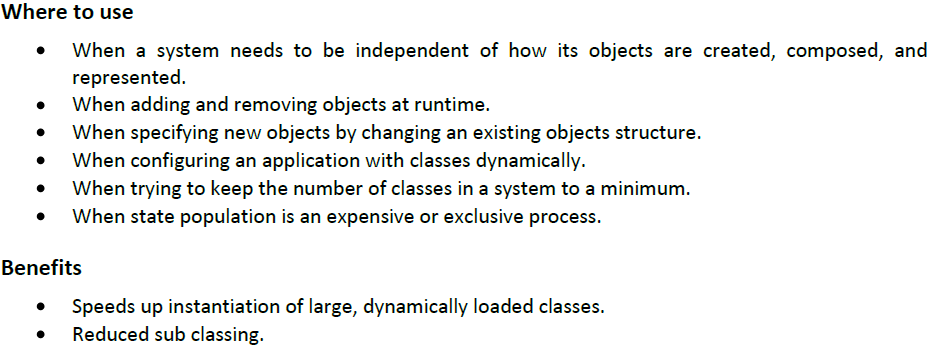 Where to use
• When a system needs to be independent of how its objects are created, composed, and
represented.
• When adding and removing objects at runtime.
• When specifying new objects by changing an existing objects structure.
• When configuring an application with classes dynamically.
• When trying to keep the number of classes in a system to a minimum.
• When state population is an expensive or exclusive process.
Benefits
• Speeds up instantiation of large, dynamically loaded classes.
• Reduced sub classing.